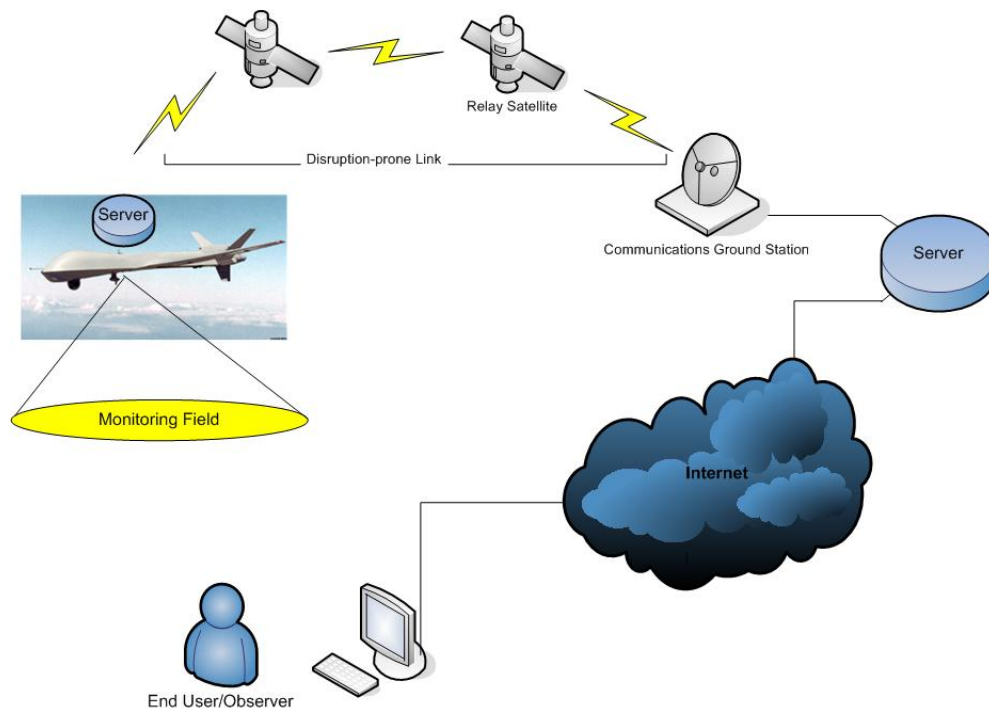 Relay Satellite
Disruption-prone Link
Server
Communications Ground Station
Server
Monitoring Field
Internet
End User/Observer